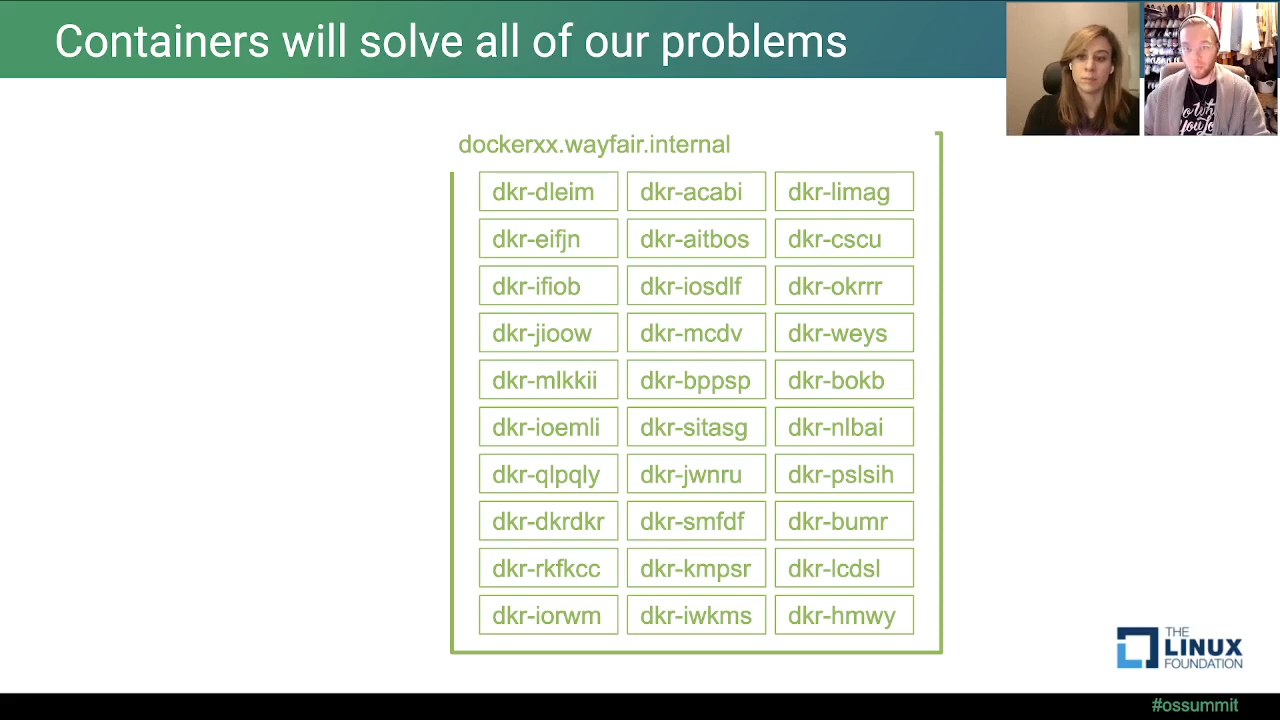 Containers will solve all of our problems
dockerxx.wayfair.internal
dkr-dleim dkr-acabi dkr-limag
dkr-eifjn dkr-aitbos dkr-cscu
dkr-ifiob dkr-iosdlf dkr-okrrr
dkr-jioow dkr-mcdv dkr-weys
dkr-mlkkii dkr-bppsp dkr-bokb
dkr-ioemli dkr-sitasg dkr-nlbai
dkr-qlpqly dkr-jwnru dkr-pslsih
dkr-dkrdkr dkr-smfdf dkr-bumr
dkr-rkfkcc dkr-kmpsr dkr-lcdsl
dkr-iorwm dkr-iwkms dkr-hmwy
THE
LINUX
FOUNDATION
#ossummit